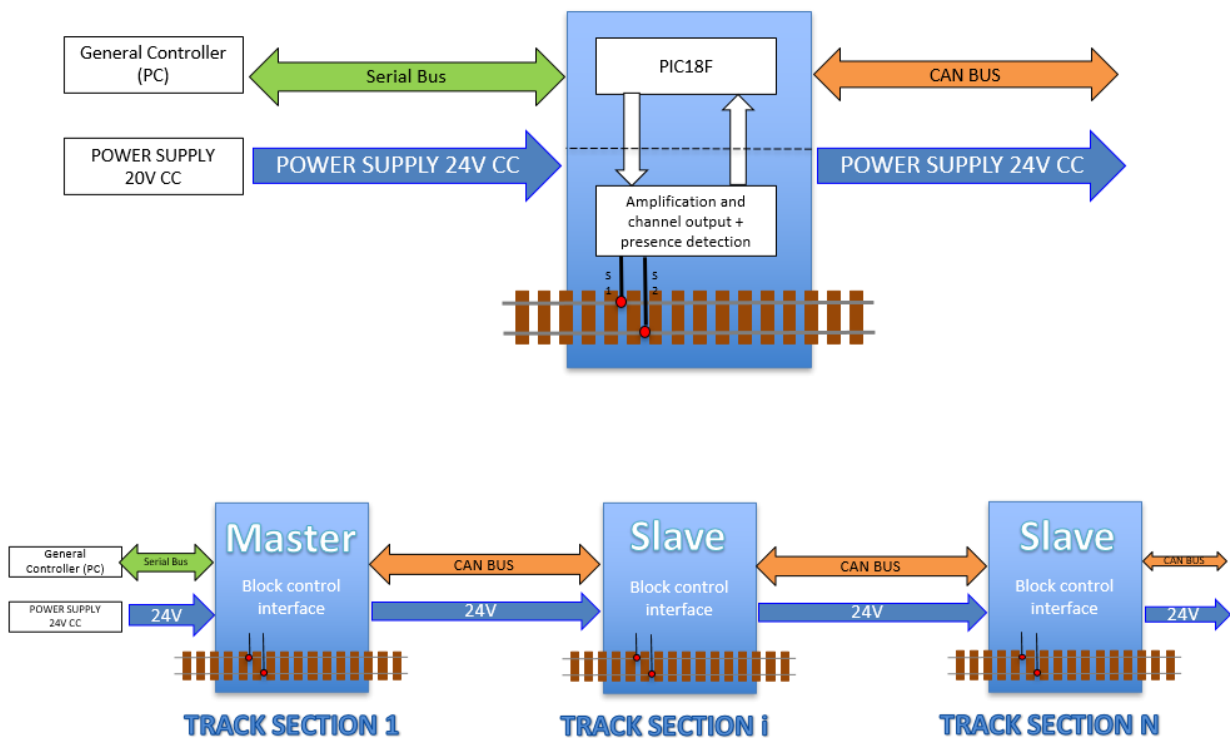 General Controller
(PC)
Serial Bus
PIC18F
CAN BUS
POWER SUPPLY
20V CC
POWER SUPPLY 24V CC
POWER SUPPLY 24V CC
Amplification and
channel output +
presence detection
S
1
S
2
Master
Slave
Slave
General
Controller (PC)
Serial Bus
CAN BUS
CAN BUS
CAN BUS
Block control
interface
Block control
interface
Block control
interface
POWER SUPPLY
24V CC
24V
24V
24V
24V
TRACK SECTION 1
TRACK SECTION i
TRACK SECTION N